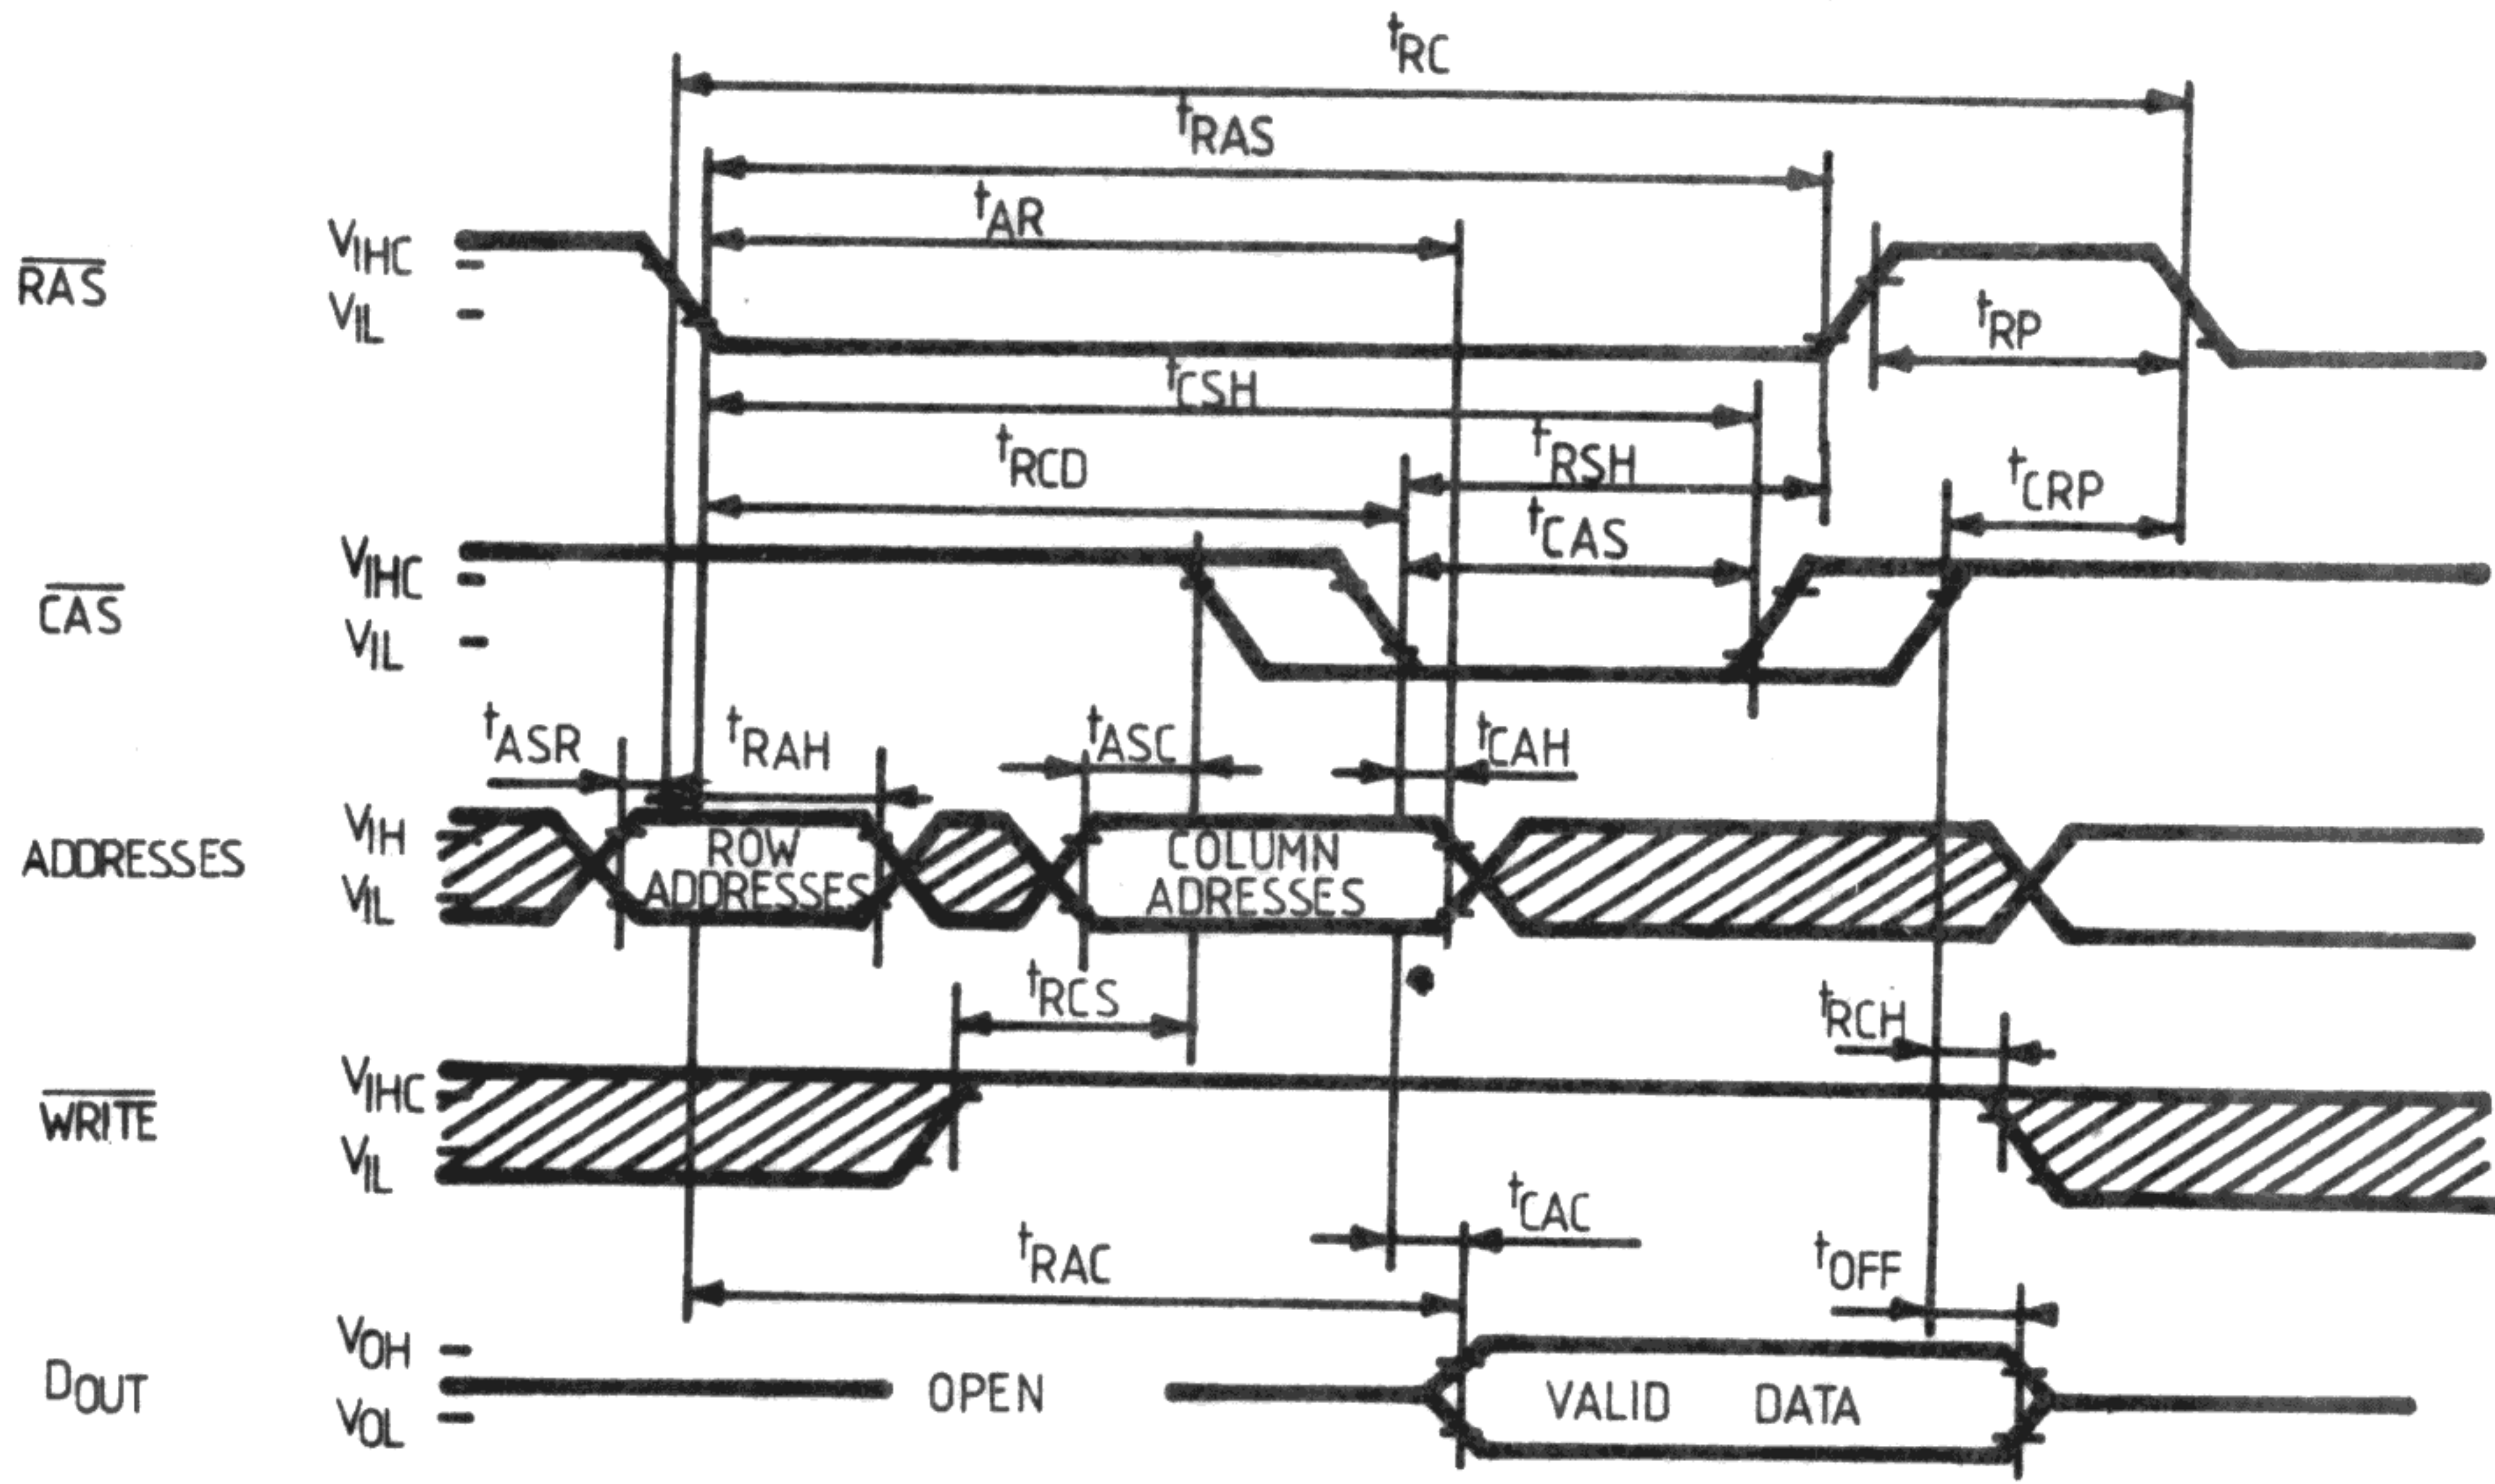 tRC
tRAS
tAR
RAS
VIHC
VIL
tRP
tCSH
tRCD
tRSH
tCRP
tCAS
CAS
VIHC
VIL
tASR
tRAH
tASC
tCAH
ADDRESSES
VIH
VIL
ROW
ADDRESSES
COLUMN
ADRESSES
tRCS
tRCH
WRITE
VIHC
VIL
tCAC
tRAC
tOFF
DOUT
VOH
VOL
OPEN
VALID DATA